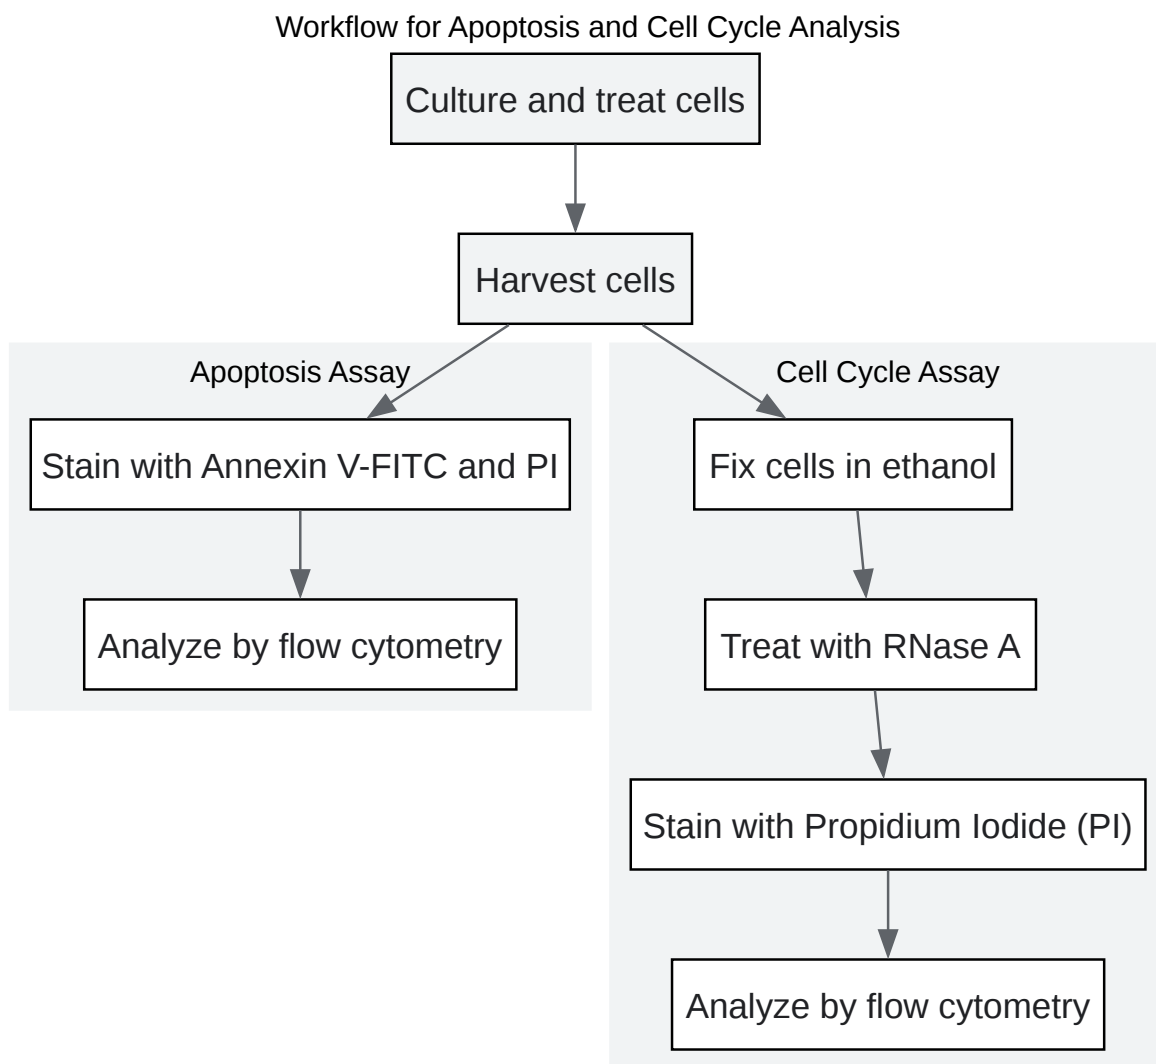 Workflow for Apoptosis and Cell Cycle Analysis
Culture and treat cells
Harvest cells
Apoptosis Assay
Stain with Annexin V-FITC and PI
Analyze by flow cytometry
Cell Cycle Assay
Fix cells in ethanol
Treat with RNase A
Stain with Propidium Iodide (PI)
Analyze by flow cytometry